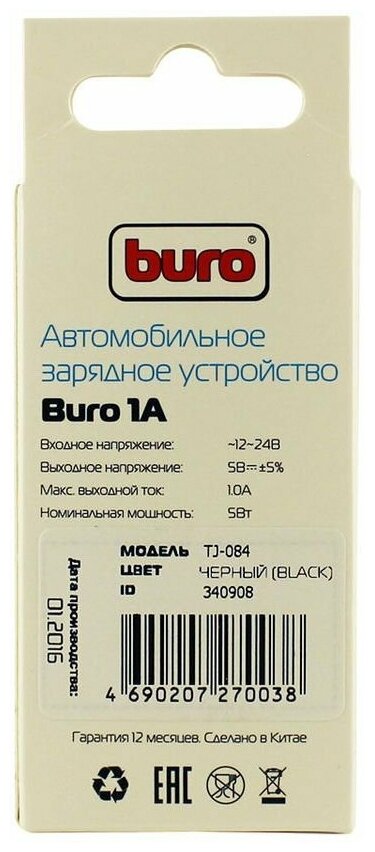 buro®
Автомобильное
зарядное устройство
Buro 1A
Входное напряжение: ~12~24В
Выходное напряжение: 5В⎓±5%
Макс. выходной ток: 1.0А
Номинальная мощность: 5Вт
Дата производства:
01.2016
МОДЕЛЬ TJ-084
ЦВЕТ ЧЕРНЫЙ (BLACK)
ID 340908
4 690207 270038
Гарантия 12 месяцев. Сделано в Китае
EAC